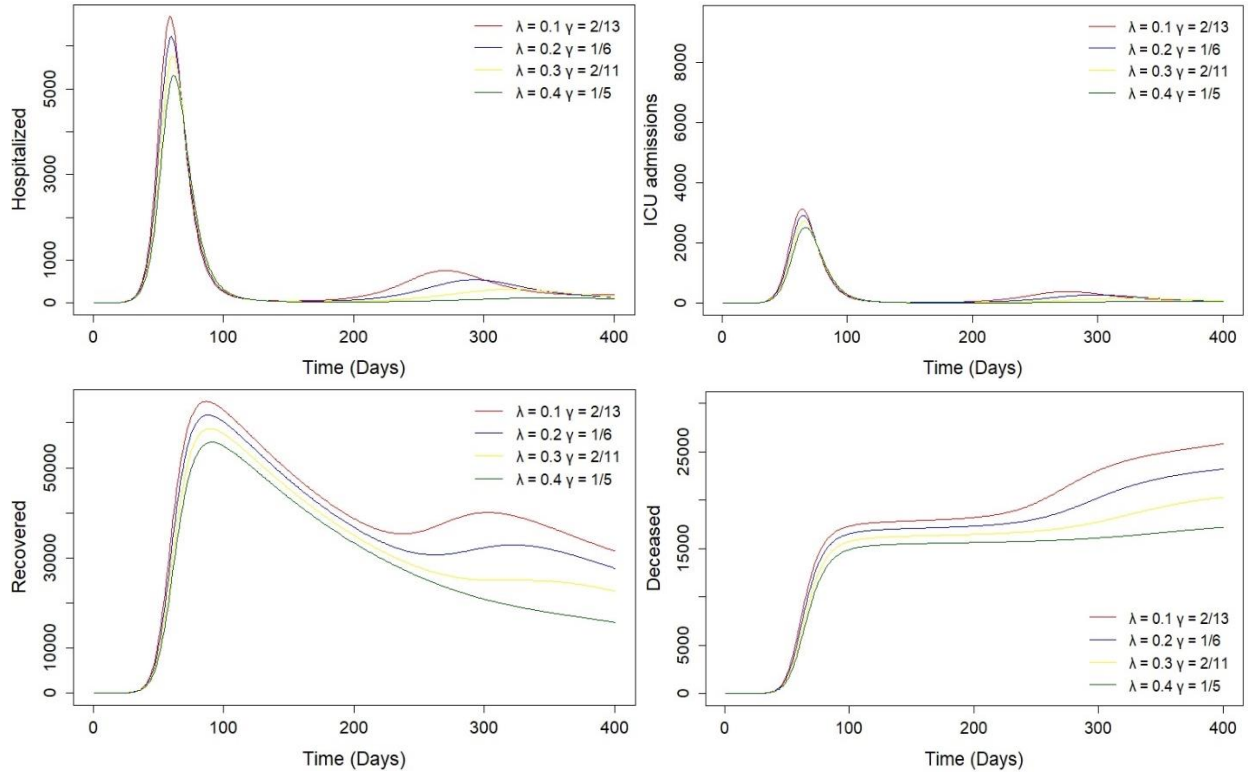 Hospitalized
5000
3000
1000
0
0
100
200
300
400
Time (Days)
λ = 0.1 γ = 2/13
λ = 0.2 γ = 1/6
λ = 0.3 γ = 2/11
λ = 0.4 γ = 1/5
ICU admissions
8000
6000
4000
2000
0
0
100
200
300
400
Time (Days)
λ = 0.1 γ = 2/13
λ = 0.2 γ = 1/6
λ = 0.3 γ = 2/11
λ = 0.4 γ = 1/5
Recovered
50000
30000
10000
0
0
100
200
300
400
Time (Days)
λ = 0.1 γ = 2/13
λ = 0.2 γ = 1/6
λ = 0.3 γ = 2/11
λ = 0.4 γ = 1/5
Deceased
25000
15000
5000
0
0
100
200
300
400
Time (Days)
λ = 0.1 γ = 2/13
λ = 0.2 γ = 1/6
λ = 0.3 γ = 2/11
λ = 0.4 γ = 1/5